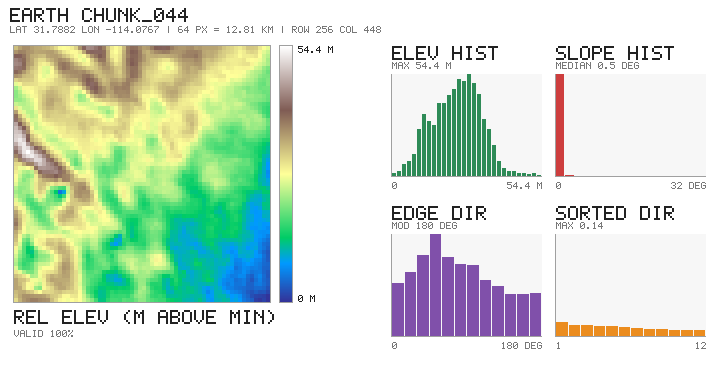 EARTH CHUNK_044
LAT 31.7882 LON -114.0767 | 64 PX = 12.81 KM | ROW 256 COL 448
54.4 M
0 M
REL ELEV (M ABOVE MIN)
VALID 100%
ELEV HIST
MAX 54.4 M
0 54.4 M
SLOPE HIST
MEDIAN 0.5 DEG
0 32 DEG
EDGE DIR
MOD 180 DEG
0 180 DEG
SORTED DIR
MAX 0.14
1 12